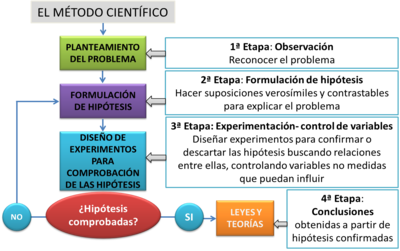 EL MÉTODO CIENTÍFICO
PLANTEAMIENTO
DEL PROBLEMA
1ª Etapa: Observación
Reconocer el problema
FORMULACIÓN
DE HIPÓTESIS
2ª Etapa: Formulación de hipótesis
Hacer suposiciones verosímiles y contrastables
para explicar el problema
DISEÑO DE
EXPERIMENTOS
PARA
COMPROBACIÓN
DE LAS HIPÓTESIS
3ª Etapa: Experimentación- control de variables
Diseñar experimentos para confirmar o
descartar las hipótesis buscando relaciones
entre ellas, controlando variables no medidas
que puedan influir
NO
¿Hipótesis
comprobadas?
SI
LEYES Y
TEORÍAS
4ª Etapa:
Conclusiones
obtenidas a partir de
hipótesis confirmadas